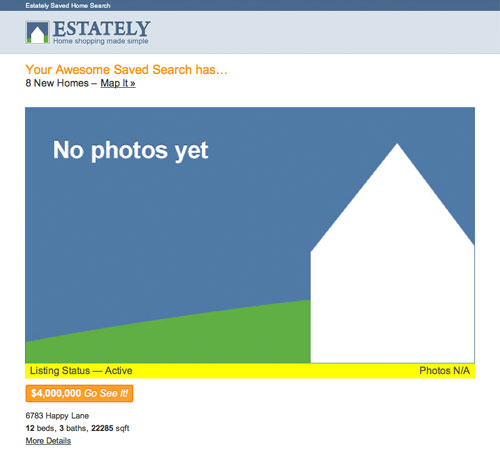 Estately Saved Home Search
ESTATELY
Home shopping made simple
Your Awesome Saved Search has...
8 New Homes – Map It »
No photos yet
Listing Status — Active Photos N/A
$4,000,000 Go See It!
6783 Happy Lane
12 beds, 3 baths, 22285 sqft
More Details